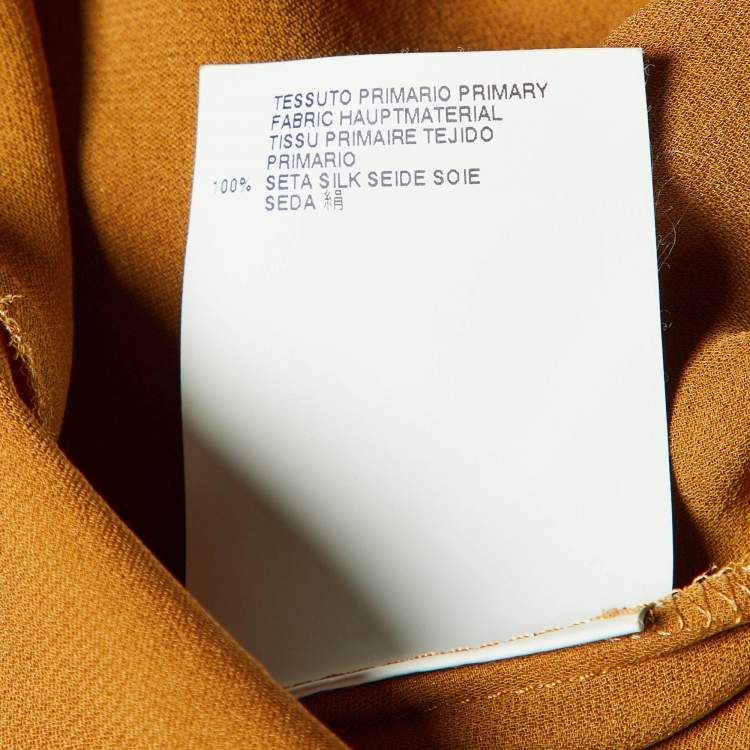 TESSUTO PRIMARIO PRIMARY
FABRIC HAUPTMATERIAL
TISSU PRIMAIRE TEJIDO
PRIMARIO
100% SETA SILK SEIDE SOIE
SEDA 絹